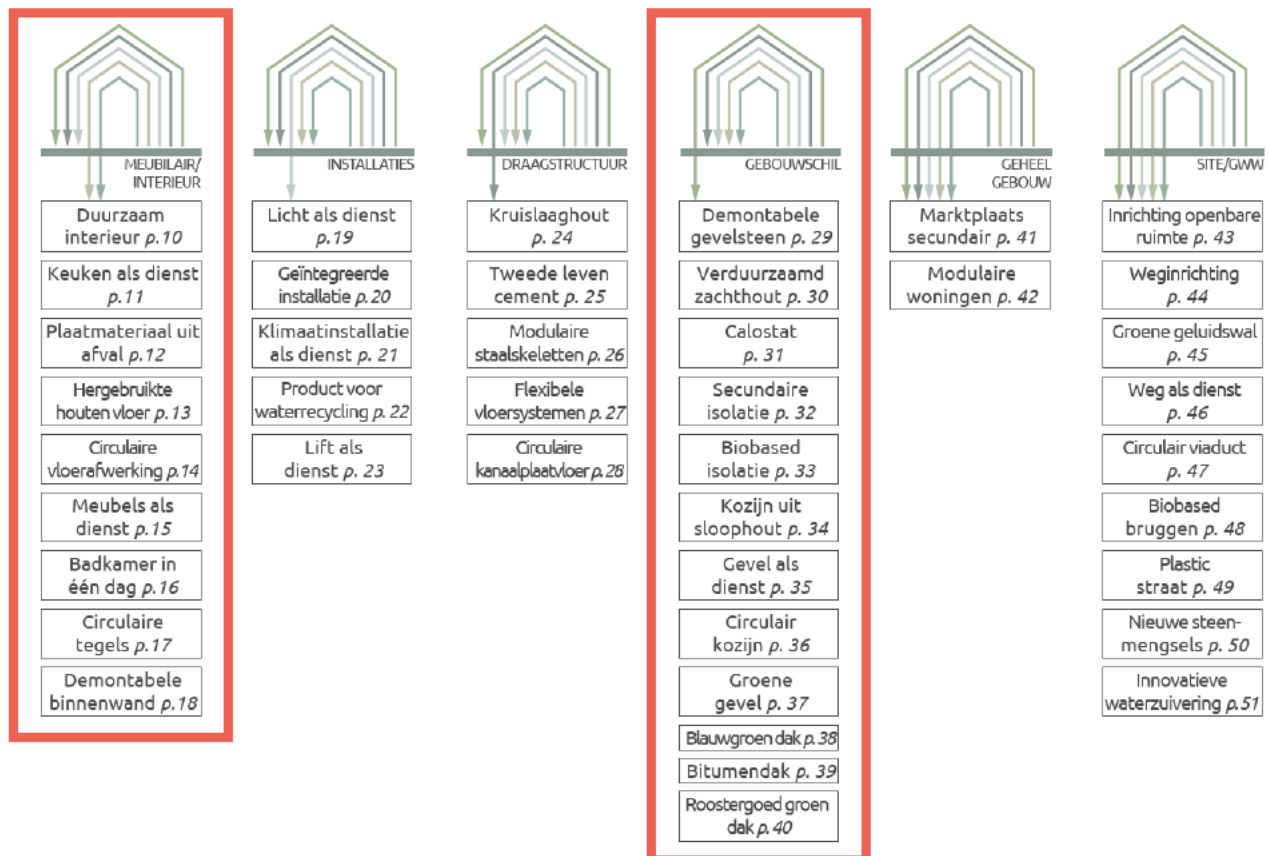 MEUBILAIR/
INTERIEUR
Duurzaam
interieur p.10
Keuken als dienst
p.11
Plaatmateriaal uit
afval p.12
Hergebruikte
houten vloer p.13
Circulaire
vloerafwerking p.14
Meubels als
dienst p.15
Badkamer in
één dag p.16
Circulaire
tegels p.17
Demontabele
binnenwand p.18
INSTALLATIES
Licht als dienst
p.19
Geïntegreerde
installatie p.20
Klimaatinstallatie
als dienst p. 21
Product voor
waterrecycling p. 22
Lift als
dienst p. 23
DRAAGSTRUCTUUR
Kruislaaghout
p. 24
Tweede leven
cement p. 25
Modulaire
staalskeletten p. 26
Flexibele
vloersystemen p. 27
Circulaire
kanaalplaatvloer p.28
GEBOUWSCHIL
Demontabele
gevelsteen p. 29
Verduurzaamd
zachthout p. 30
Calostat
p. 31
Secundaire
isolatie p. 32
Biobased
isolatie p. 33
Kozijn uit
sloophout p. 34
Gevel als
dienst p. 35
Circulair
kozijn p. 36
Groene
gevel p. 37
Blauwgroen dak p. 38
Bitumendak p. 39
Roostergoed groen
dak p. 40
GEHEEL
GEBOUW
Marktplaats
secundair p. 41
Modulaire
woningen p. 42
SITE/GWW
Inrichting openbare
ruimte p. 43
Weginrichting
p. 44
Groene geluidswal
p. 45
Weg als dienst
p. 46
Circulair viaduct
p. 47
Biobased
bruggen p. 48
Plastic
straat p. 49
Nieuwe steen-
mengsels p. 50
Innovatieve
waterzuivering p.51